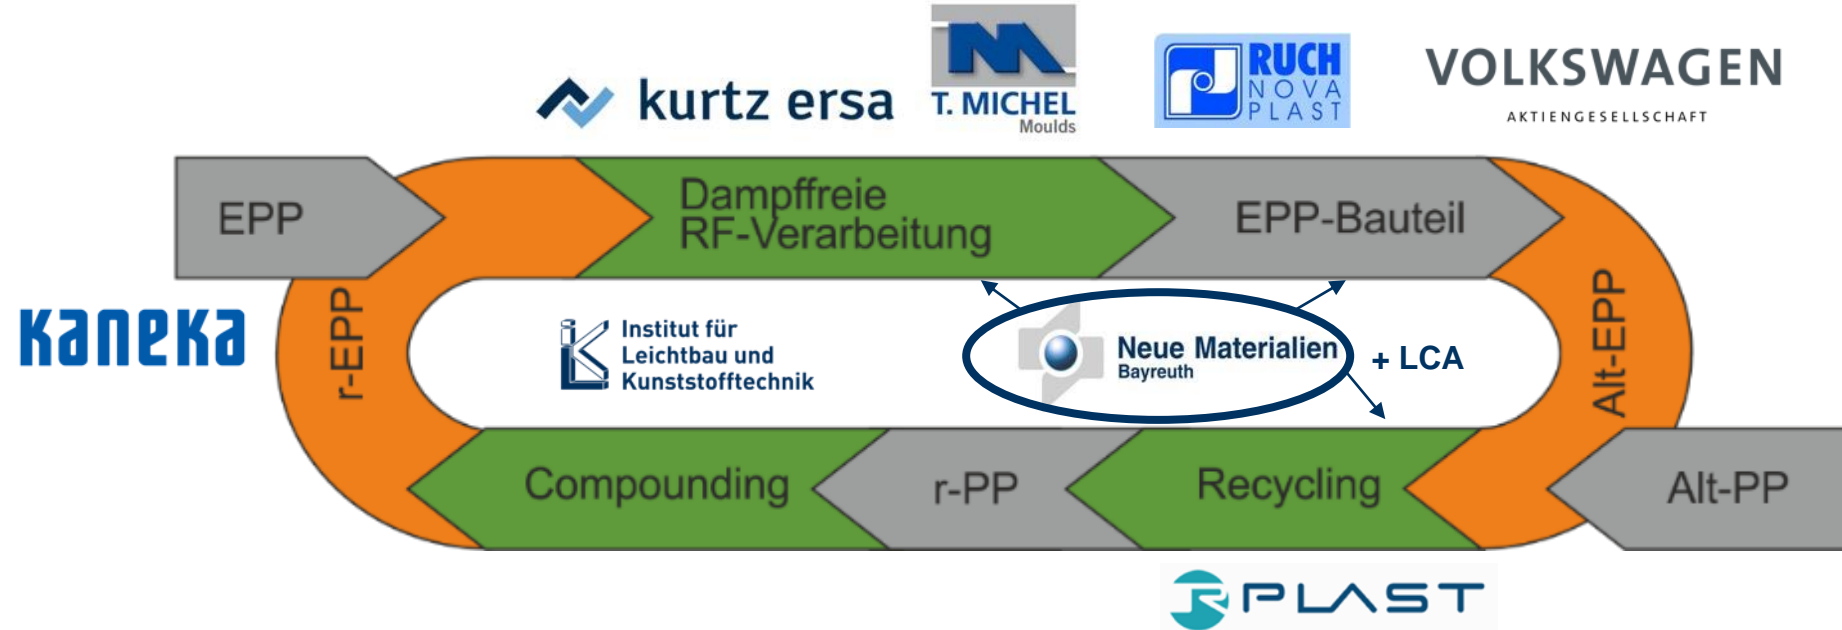 T. MICHEL
Moulds
kurtz ersa
RUCH
NOVA
PLAST
VOLKSWAGEN
AKTIENGESELLSCHAFT
EPP
Dampffreie
RF-Verarbeitung
EPP-Bauteil
kaneka
r-EPP
Institut für
Leichtbau und
Kunststofftechnik
Neue Materialien
Bayreuth
+ LCA
Alt-EPP
Compounding
r-PP
Recycling
Alt-PP
R PLAST